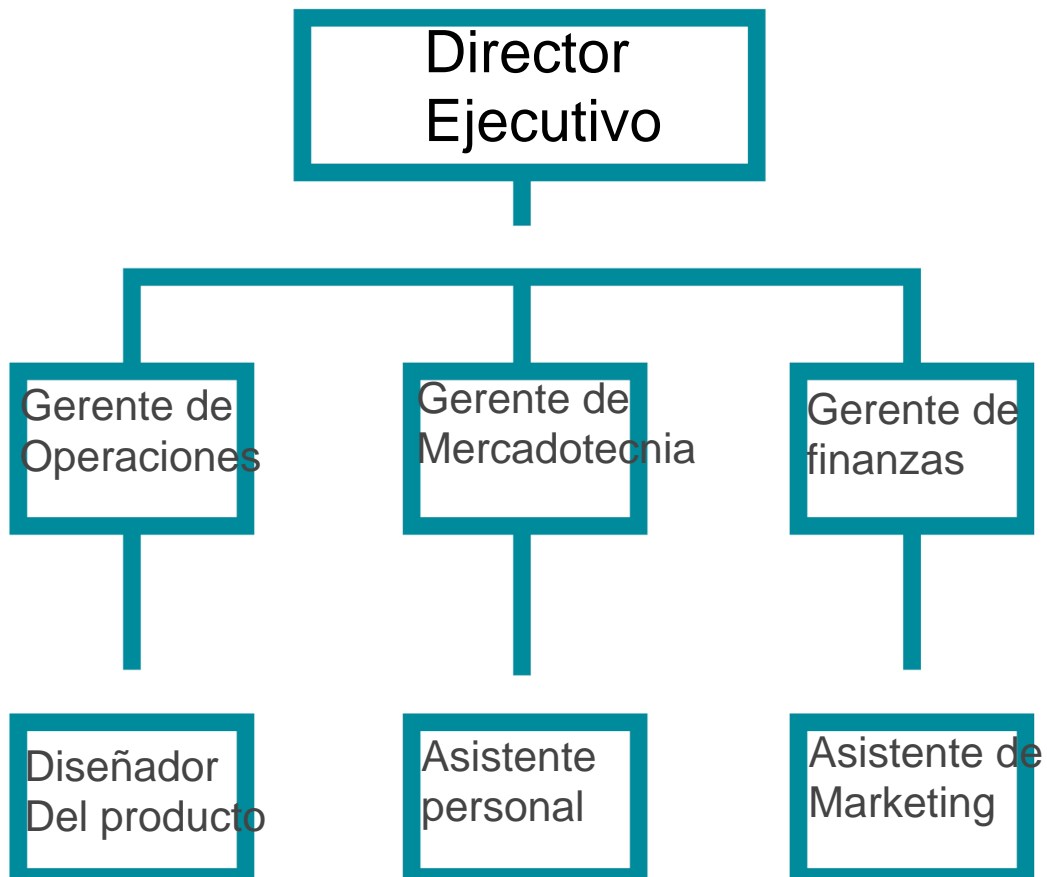 Director
Ejecutivo
Gerente de
Operaciones
Gerente de
Mercadotecnia
Gerente de
finanzas
Diseñador
Del producto
Asistente
personal
Asistente de
Marketing